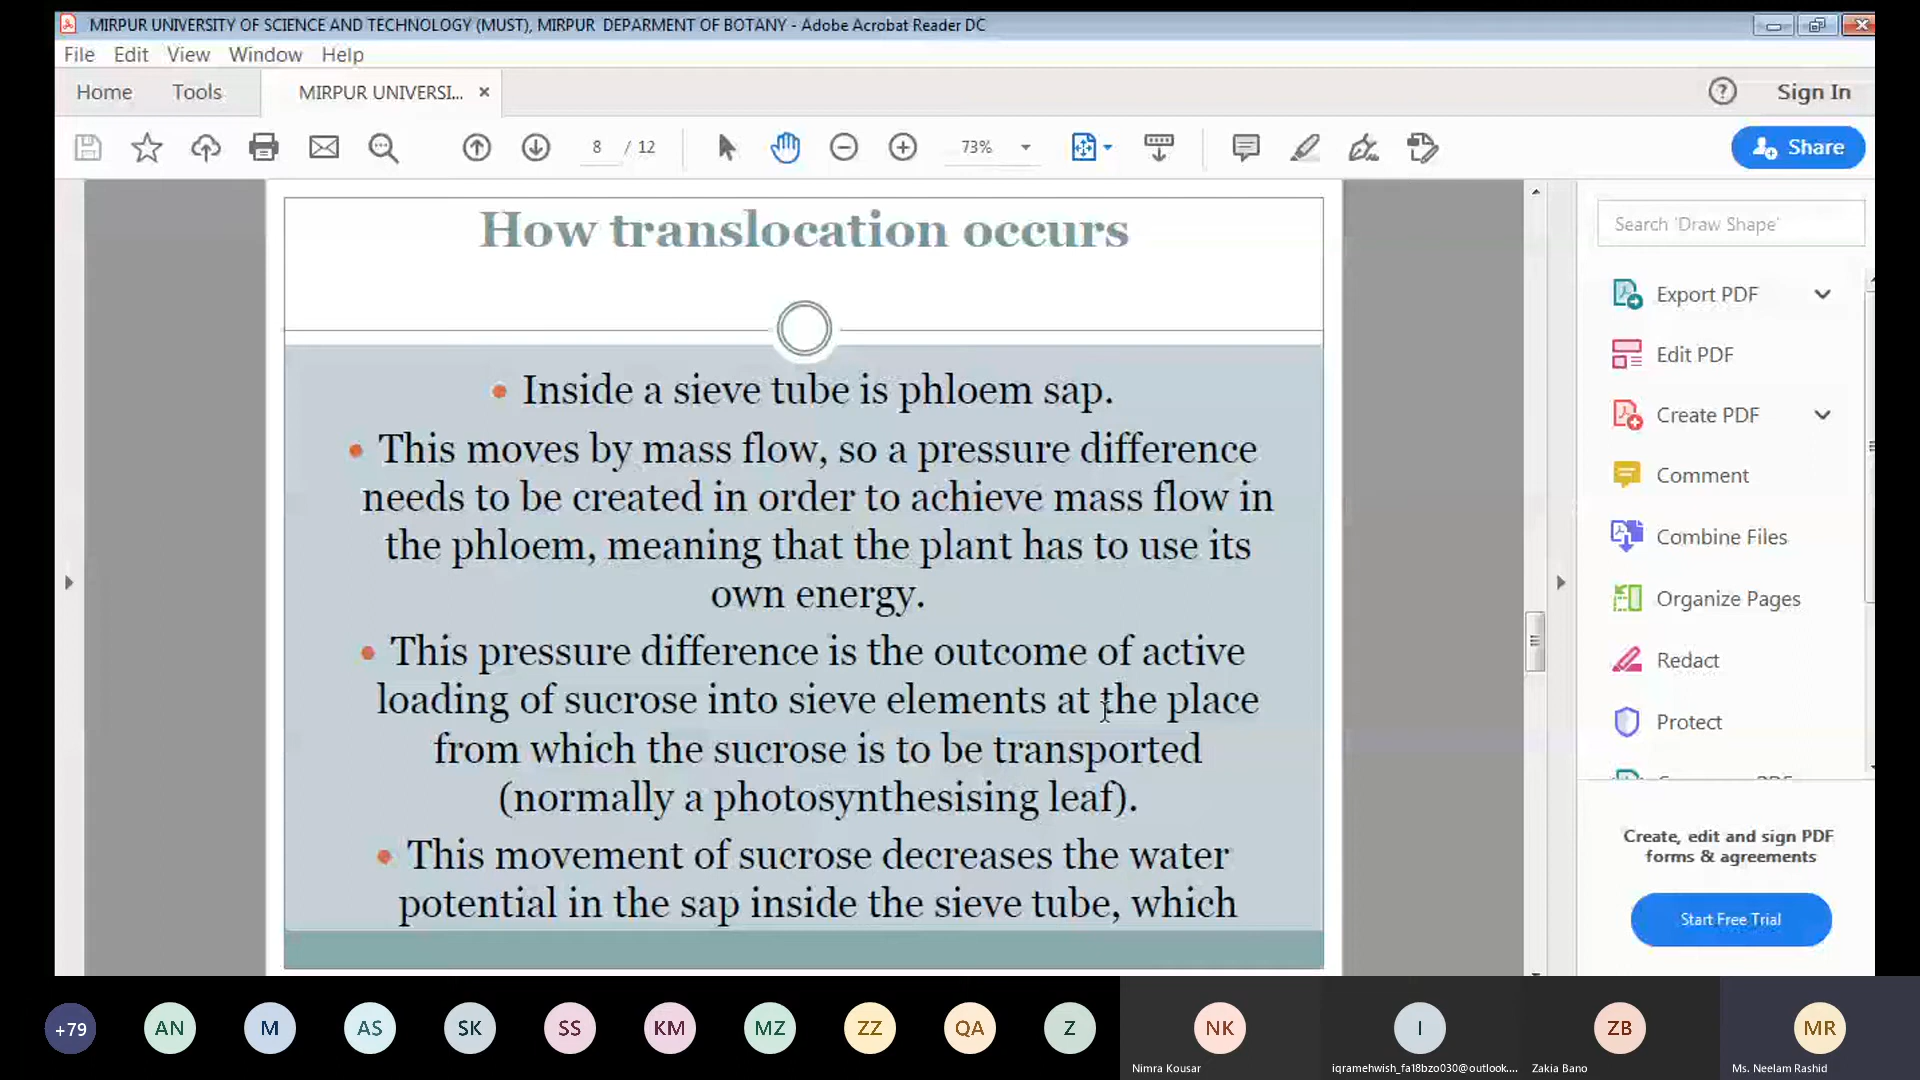 MIRPUR UNIVERSITY OF SCIENCE AND TECHNOLOGY (MUST), MIRPUR DEPARMENT OF BOTANY - Adobe Acrobat Reader DC
File Edit View Window Help
Home Tools MIRPUR UNIVERSI... Sign In
8 / 12 73% Share
How translocation occurs
• Inside a sieve tube is phloem sap.
• This moves by mass flow, so a pressure difference
needs to be created in order to achieve mass flow in
the phloem, meaning that the plant has to use its
own energy.
• This pressure difference is the outcome of active
loading of sucrose into sieve elements at the place
from which the sucrose is to be transported
(normally a photosynthesising leaf).
• This movement of sucrose decreases the water
potential in the sap inside the sieve tube, which
Search 'Draw Shape'
Export PDF
Edit PDF
Create PDF
Comment
Combine Files
Organize Pages
Redact
Protect
Create, edit and sign PDF
forms & agreements
Start Free Trial
+79 AN M AS SK SS KM MZ ZZ QA Z NK I ZB MR
Nimra Kousar iqramehwish_fa18bzo030@outlook.... Zakia Bano Ms. Neelam Rashid